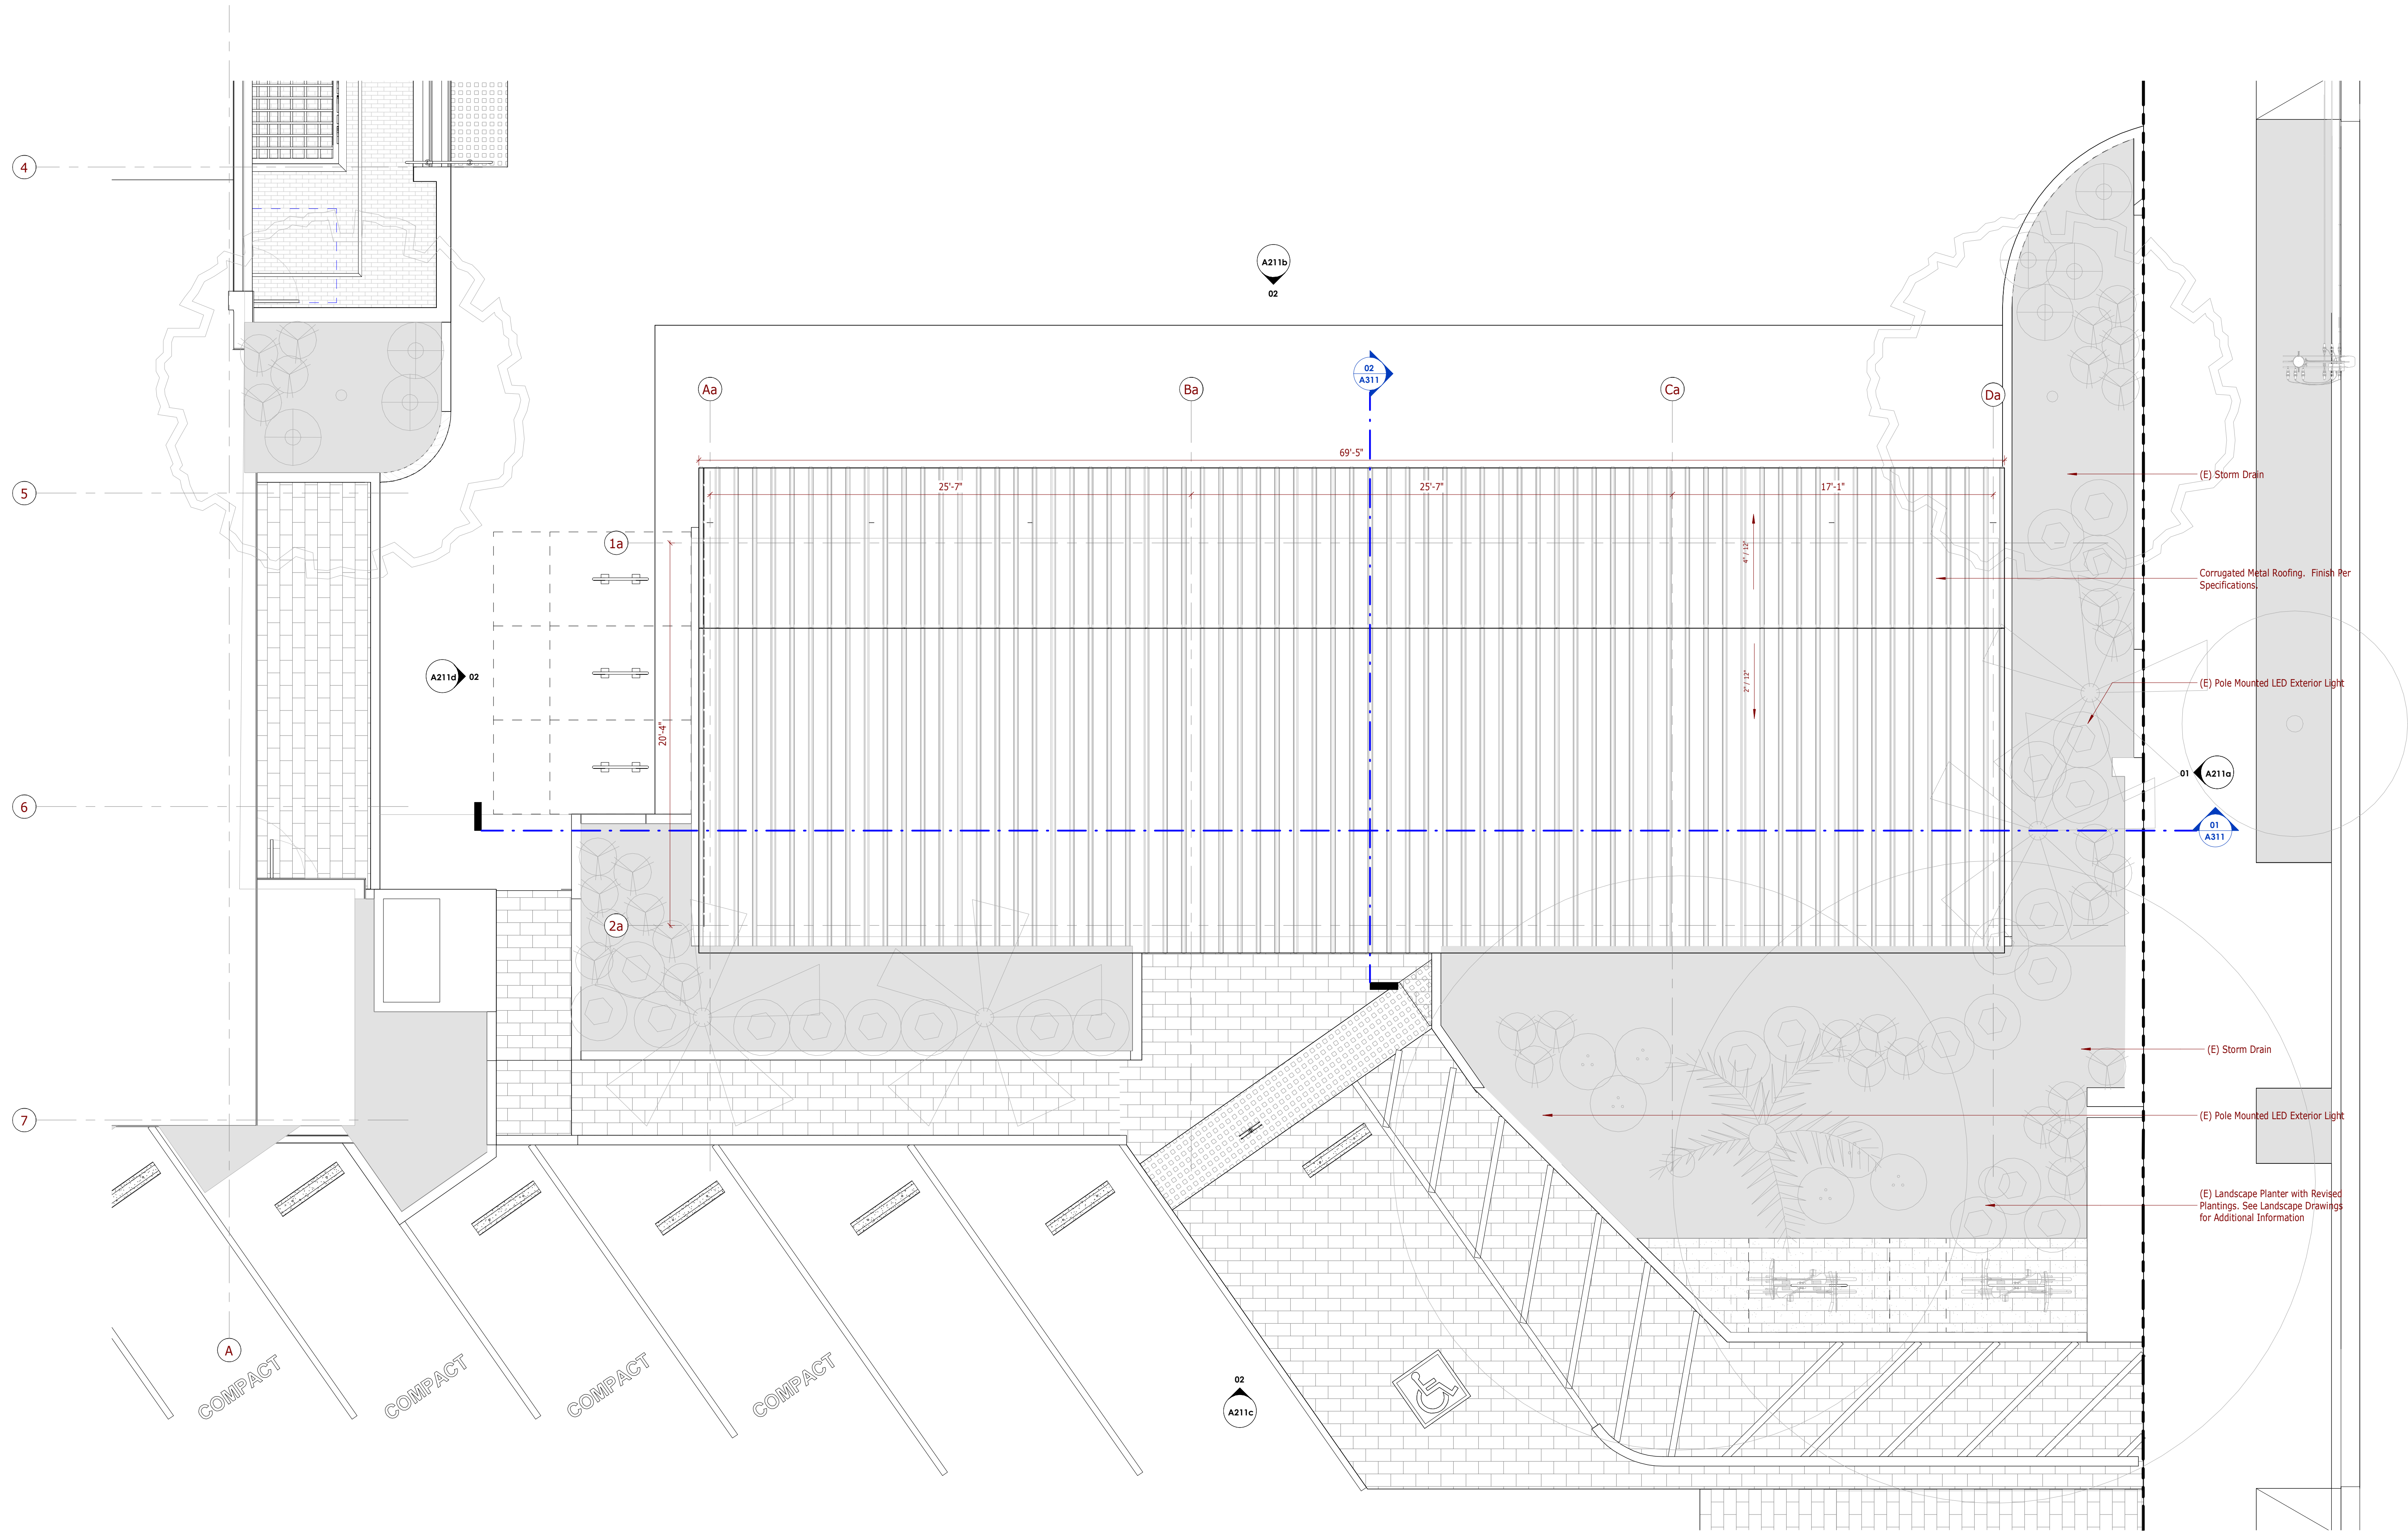 4
A211b
02
02
A311
Aa
Ba
Ca
Da
69'-5"
(E) Storm Drain
25'-7"
25'-7"
17'-1"
5
1a
4" / 12"
Corrugated Metal Roofing.  Finish Per
Specifications.
A211d
02
2" / 12"
(E) Pole Mounted LED Exterior Light
20'-4"
01
A211a
6
01
A311
2a
(E) Storm Drain
7
(E) Pole Mounted LED Exterior Light
(E) Landscape Planter with Revised
Plantings. See Landscape Drawings
for Additional Information
A
COMPACT
COMPACT
COMPACT
COMPACT
02
A211c